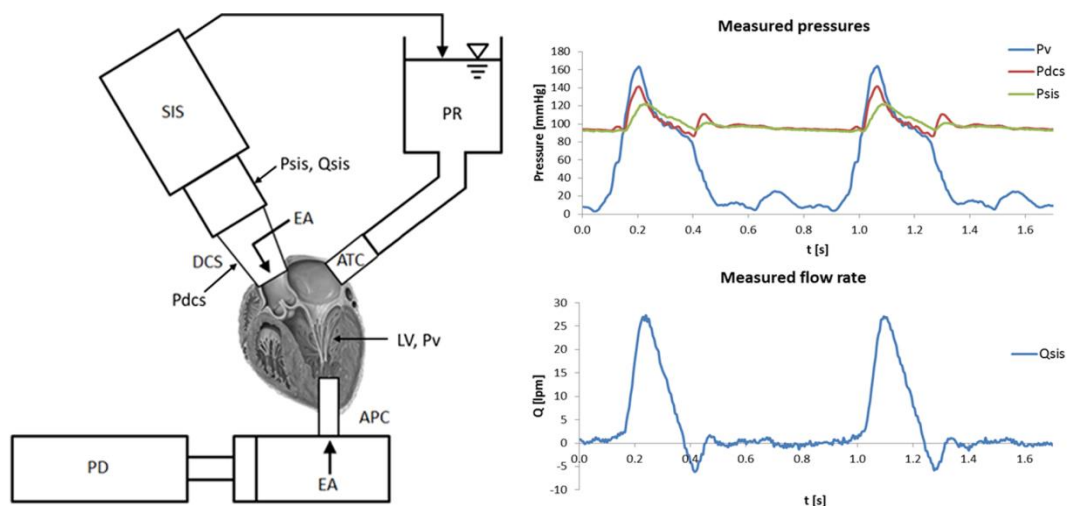 SIS
PR
Psis, Qsis
EA
DCS
ATC
Pdcs
LV, Pv
APC
PD
EA
Measured pressures
Pressure [mmHg]
180
160
140
120
100
80
60
40
20
0
0.0 0.2 0.4 0.6 0.8 1.0 1.2 1.4 1.6
t [s]
Pv
Pdcs
Psis
Measured flow rate
Q [lpm]
30
25
20
15
10
5
0
-5
-10
0.0 0.2 0.4 0.6 0.8 1.0 1.2 1.4 1.6
t [s]
Qsis